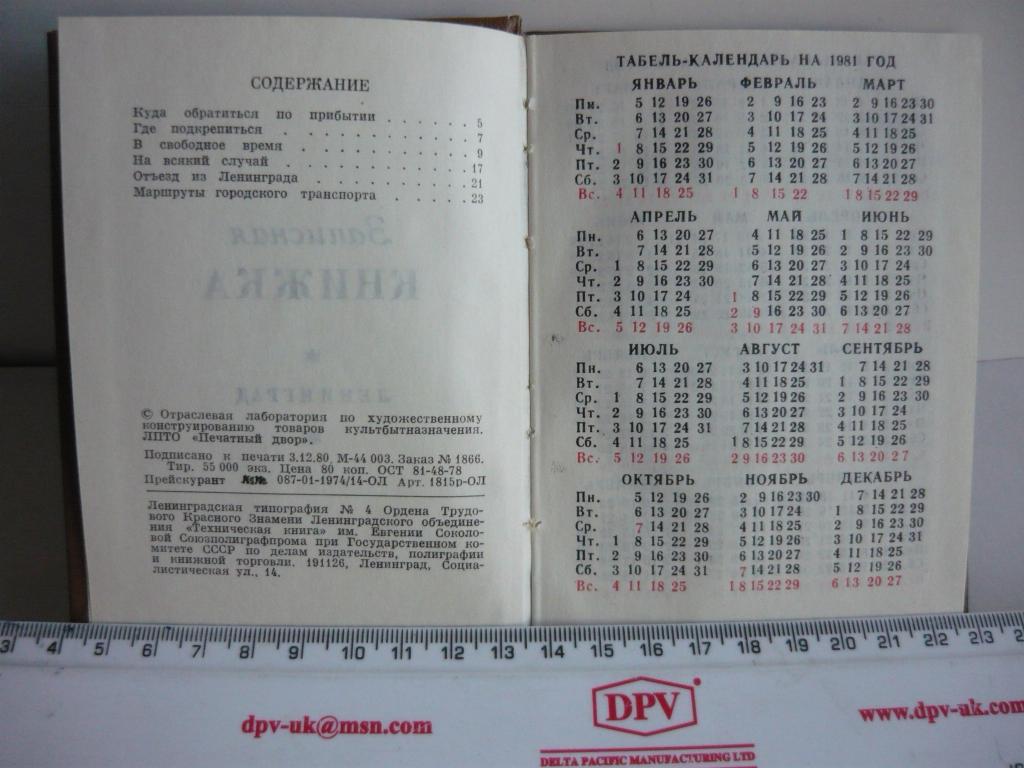 СОДЕРЖАНИЕ
Куда обратиться по прибытии . . . . . 5
Где подкрепиться . . . . . . . . . . 7
В свободное время . . . . . . . . . 9
На всякий случай . . . . . . . . . . 17
Отъезд из Ленинграда . . . . . . . . 21
Маршруты городского транспорта . . . . 23
Записная
КНИЖКА
ЛЕНИНГРАД
© Отраслевая лаборатория по художественному
конструированию товаров культбытназначения.
ЛПТО «Печатный двор».
Подписано к печати 3.12.80. М-44 003. Заказ № 1866.
Тир. 55 000 экз. Цена 80 коп. ОСТ 81-48-78
Прейскурант №№ 087-01-1974/14-ОЛ Арт. 1815р-ОЛ
Ленинградская типография № 4 Ордена Трудо-
вого Красного Знамени Ленинградского объедине-
ния «Техническая книга» им. Евгении Соколо-
вой Союзполиграфпрома при Государственном ко-
митете СССР по делам издательств, полиграфии
и книжной торговли. 191126, Ленинград, Социа-
листическая ул., 14.
ТАБЕЛЬ-КАЛЕНДАРЬ НА 1981 ГОД
ЯНВАРЬ ФЕВРАЛЬ МАРТ
Пн. 5 12 19 26 2 9 16 23 2 9 16 23 30
Вт. 6 13 20 27 3 10 17 24 3 10 17 24 31
Ср. 7 14 21 28 4 11 18 25 4 11 18 25
Чт. 1 8 15 22 29 5 12 19 26 5 12 19 26
Пт. 2 9 16 23 30 6 13 20 27 6 13 20 27
Сб. 3 10 17 24 31 7 14 21 28 7 14 21 28
Вс. 4 11 18 25 1 8 15 22 1 8 15 22 29
АПРЕЛЬ МАЙ ИЮНЬ
Пн. 6 13 20 27 4 11 18 25 1 8 15 22 29
Вт. 7 14 21 28 5 12 19 26 2 9 16 23 30
Ср. 1 8 15 22 29 6 13 20 27 3 10 17 24
Чт. 2 9 16 23 30 7 14 21 28 4 11 18 25
Пт. 3 10 17 24 1 8 15 22 29 5 12 19 26
Сб. 4 11 18 25 2 9 16 23 30 6 13 20 27
Вс. 5 12 19 26 3 10 17 24 31 7 14 21 28
ИЮЛЬ АВГУСТ СЕНТЯБРЬ
Пн. 6 13 20 27 3 10 17 24 31 7 14 21 28
Вт. 7 14 21 28 4 11 18 25 1 8 15 22 29
Ср. 1 8 15 22 29 5 12 19 26 2 9 16 23 30
Чт. 2 9 16 23 30 6 13 20 27 3 10 17 24
Пт. 3 10 17 24 31 7 14 21 28 4 11 18 25
Сб. 4 11 18 25 1 8 15 22 29 5 12 19 26
Вс. 5 12 19 26 2 9 16 23 30 6 13 20 27
ОКТЯБРЬ НОЯБРЬ ДЕКАБРЬ
Пн. 5 12 19 26 2 9 16 23 30 7 14 21 28
Вт. 6 13 20 27 3 10 17 24 1 8 15 22 29
Ср. 7 14 21 28 4 11 18 25 2 9 16 23 30
Чт. 1 8 15 22 29 5 12 19 26 3 10 17 24 31
Пт. 2 9 16 23 30 6 13 20 27 4 11 18 25
Сб. 3 10 17 24 31 7 14 21 28 5 12 19 26
Вс. 4 11 18 25 1 8 15 22 29 6 13 20 27
3 4 5 6 7 8 9 10 11 12 13 14 15 16 17 18 19 20 21 22 23 2
dpv-uk@msn.com
DPV
DELTA PACIFIC MANUFACTURING LTD
www.dpv-uk.com